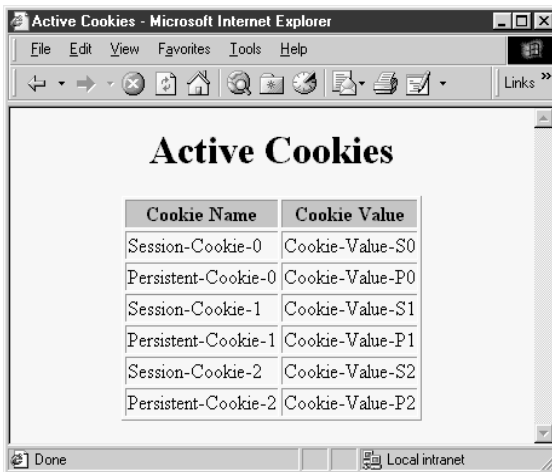 Active Cookies - Microsoft Internet Explorer
File Edit View Favorites Tools Help
Links »
Active Cookies
Cookie Name Cookie Value
Session-Cookie-0 Cookie-Value-S0
Persistent-Cookie-0 Cookie-Value-P0
Session-Cookie-1 Cookie-Value-S1
Persistent-Cookie-1 Cookie-Value-P1
Session-Cookie-2 Cookie-Value-S2
Persistent-Cookie-2 Cookie-Value-P2
Done Local intranet